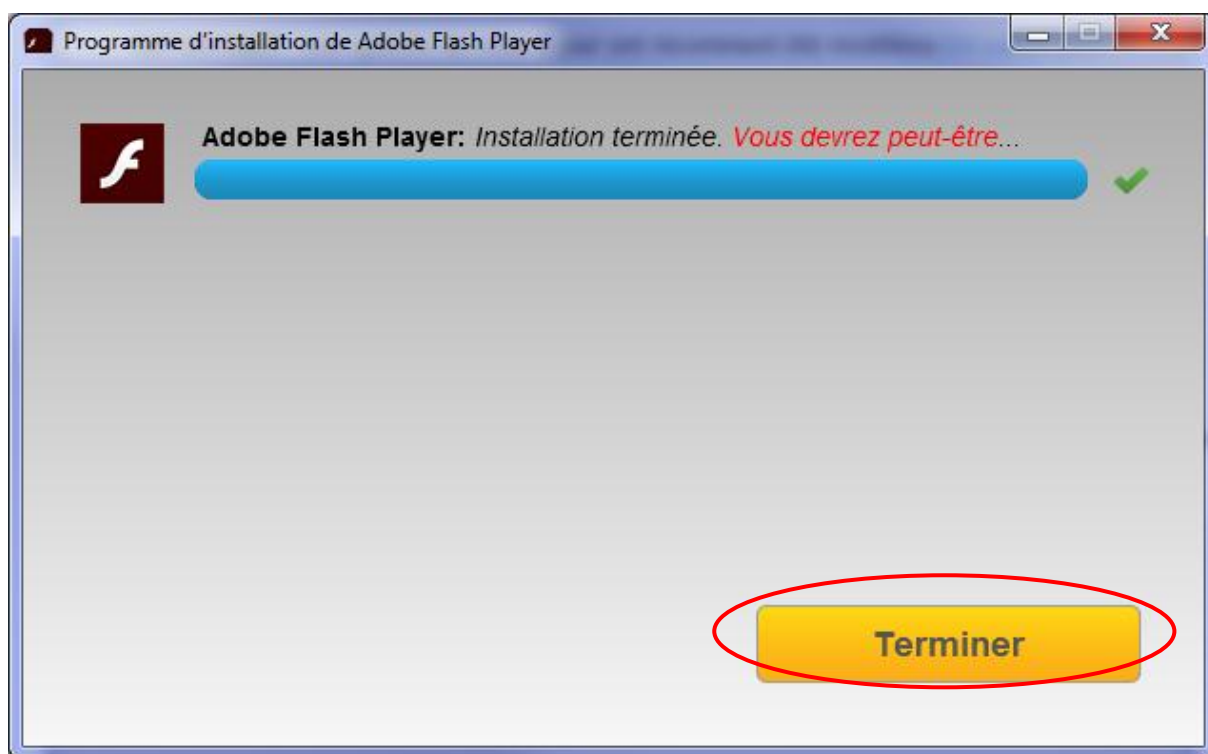 Programme d'installation de Adobe Flash Player
Adobe Flash Player: Installation terminée. Vous devrez peut-être...
Terminer